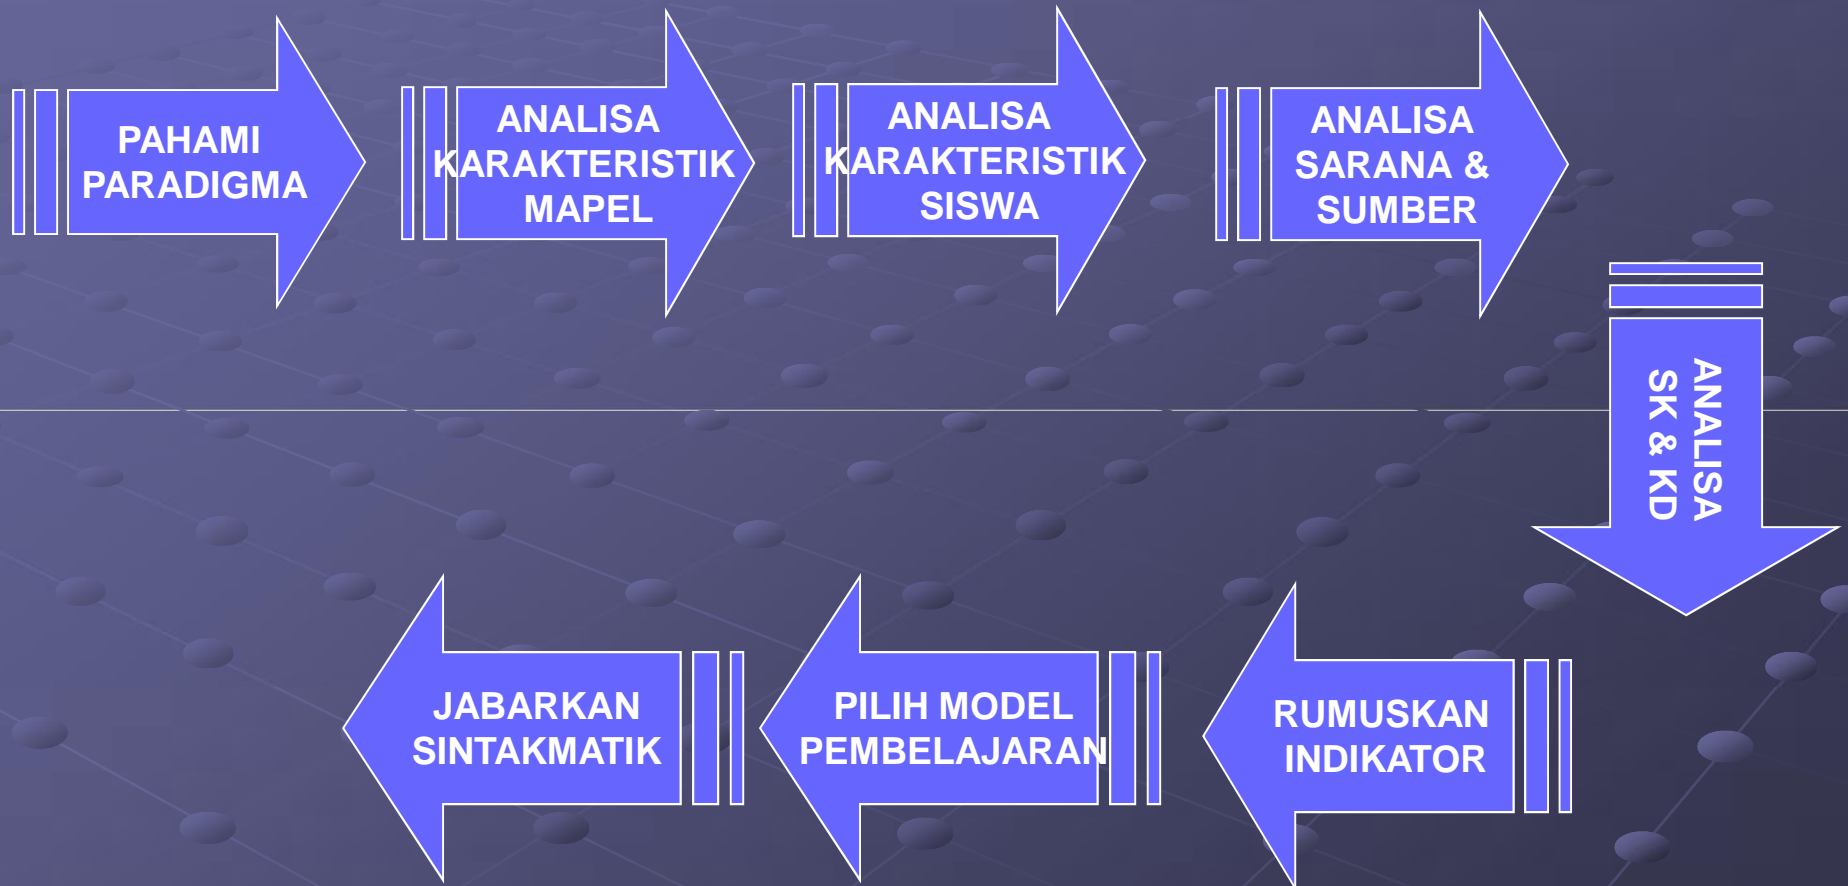 PAHAMI
PARADIGMA
ANALISA
KARAKTERISTIK
MAPEL
ANALISA
KARAKTERISTIK
SISWA
ANALISA
SARANA &
SUMBER
ANALISA
SK & KD
RUMUSKAN
INDIKATOR
PILIH MODEL
PEMBELAJARAN
JABARKAN
SINTAKMATIK